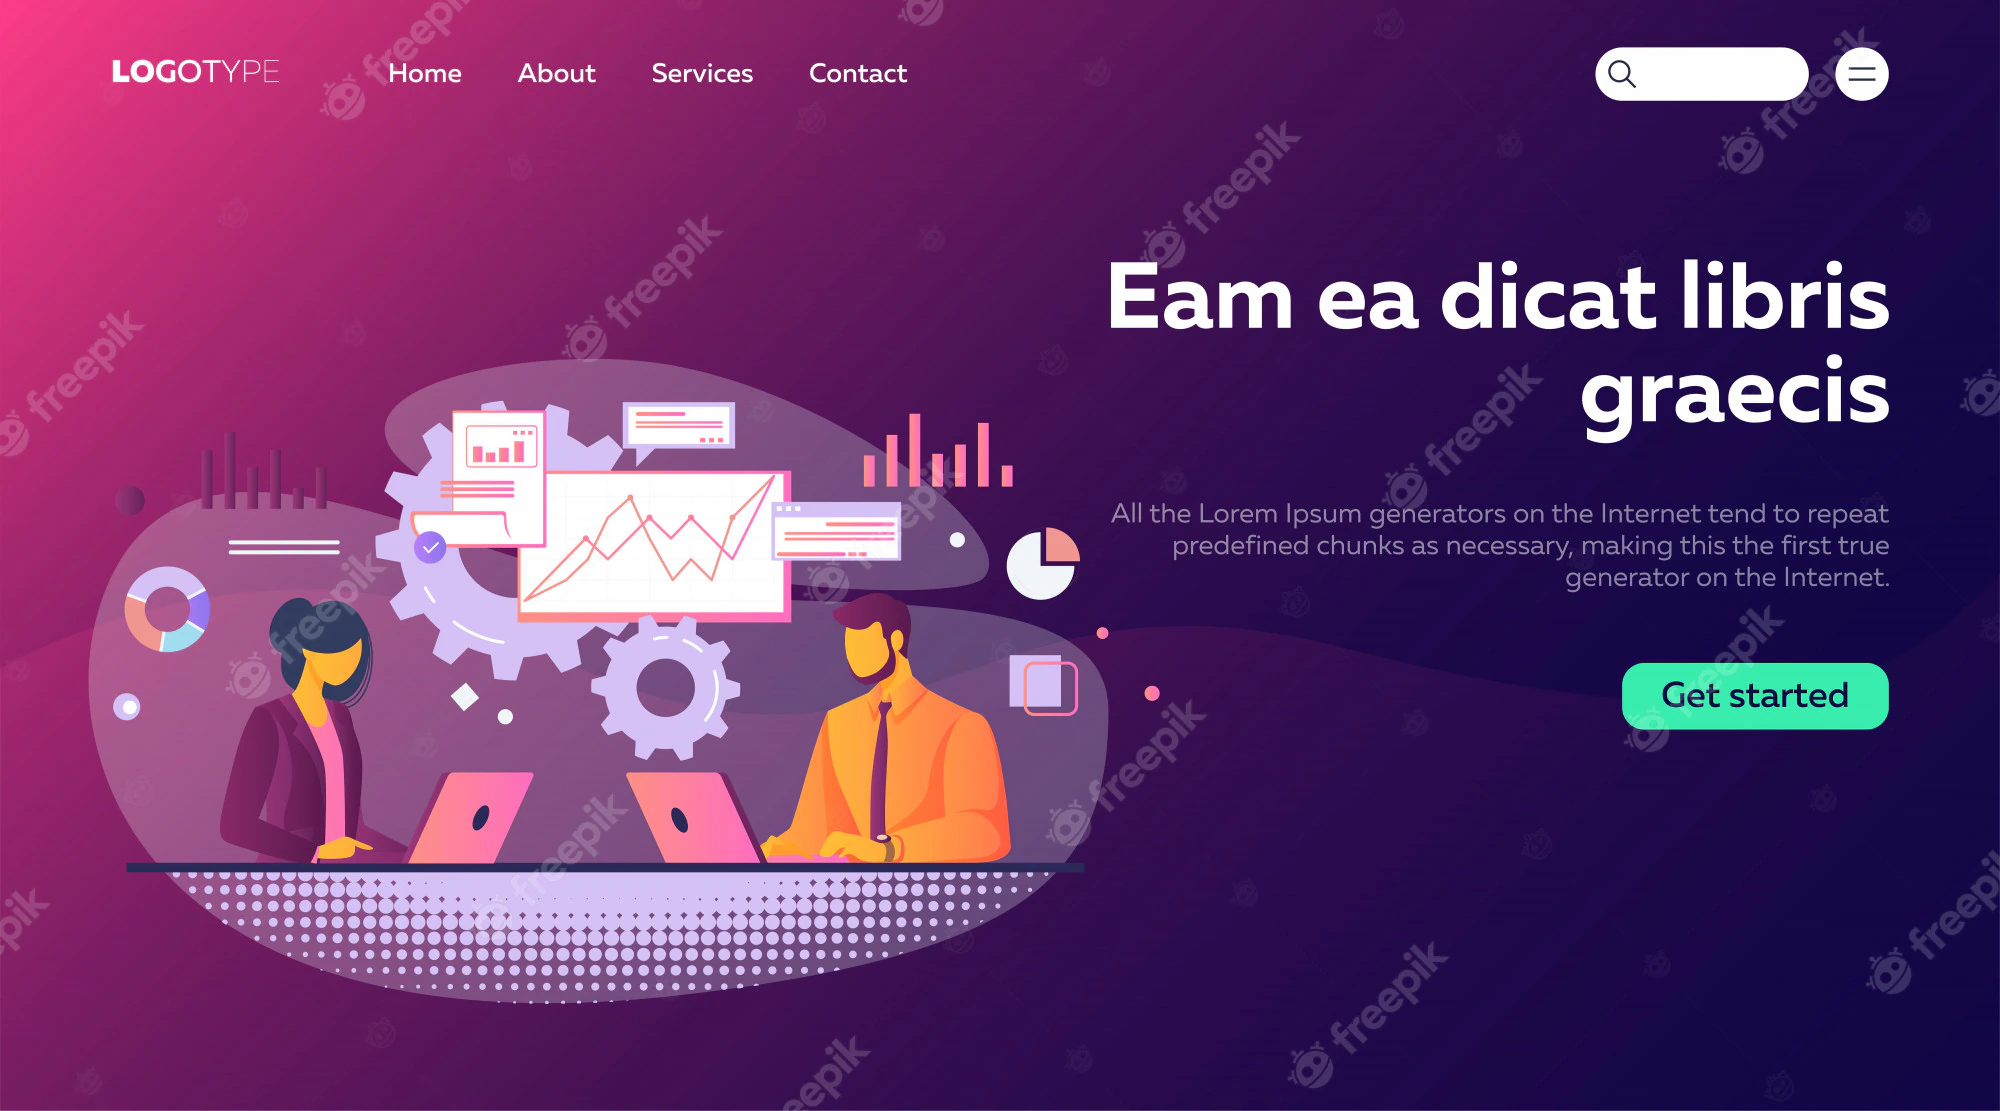 LOGOTYPE Home About Services Contact
Eam ea dicat libris
graecis
All the Lorem Ipsum generators on the Internet tend to repeat
predefined chunks as necessary, making this the first true
generator on the Internet.
Get started
freepik
freepik
freepik
freepik
freepik
freepik
freepik
freepik
freepik
freepik
freepik
freepik
freepik
freepik